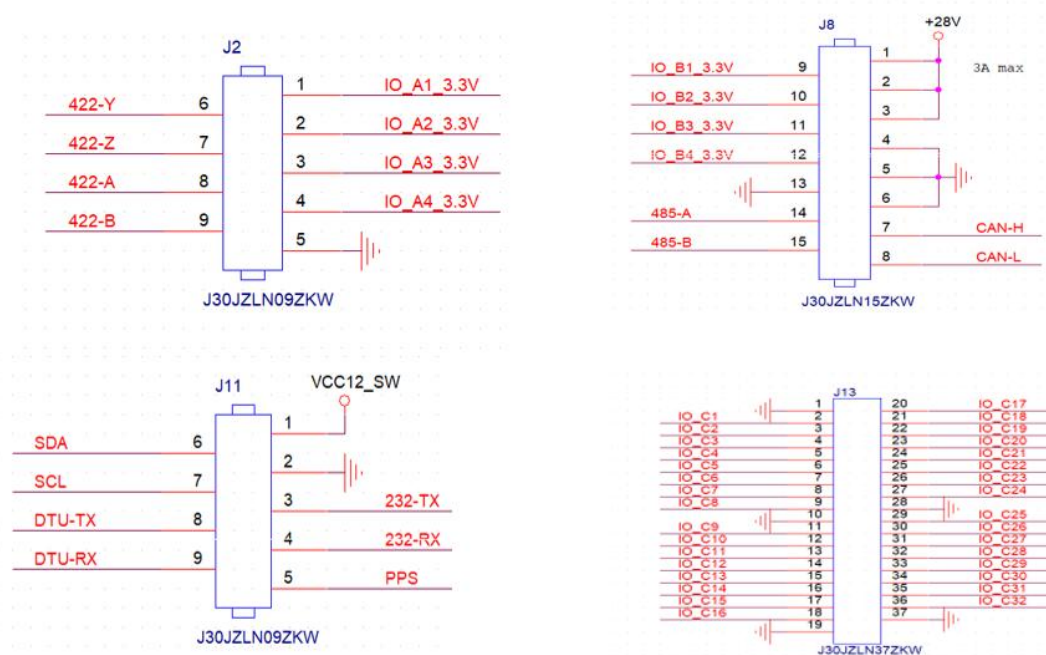 J2
1 IO_A1_3.3V
422-Y 6
2 IO_A2_3.3V
422-Z 7
3 IO_A3_3.3V
422-A 8
4 IO_A4_3.3V
422-B 9
5
J30JZLN09ZKW
J8
+28V
1
3A max
IO_B1_3.3V 9
2
IO_B2_3.3V 10
3
IO_B3_3.3V 11
4
IO_B4_3.3V 12
5
13
6
485-A 14
7 CAN-H
485-B 15
8 CAN-L
J30JZLN15ZKW
J11
VCC12_SW
1
SDA 6
2
SCL 7
3 232-TX
DTU-TX 8
4 232-RX
DTU-RX 9
5 PPS
J30JZLN09ZKW
J13
1 20 IO_C17
IO_C1 2 21 IO_C18
IO_C2 3 22 IO_C19
IO_C3 4 23 IO_C20
IO_C4 5 24 IO_C21
IO_C5 6 25 IO_C22
IO_C6 7 26 IO_C23
IO_C7 8 27 IO_C24
IO_C8 9 28
10 29 IO_C25
IO_C9 11 30 IO_C26
IO_C10 12 31 IO_C27
IO_C11 13 32 IO_C28
IO_C12 14 33 IO_C29
IO_C13 15 34 IO_C30
IO_C14 16 35 IO_C31
IO_C15 17 36 IO_C32
IO_C16 18 37
19
J30JZLN37ZKW